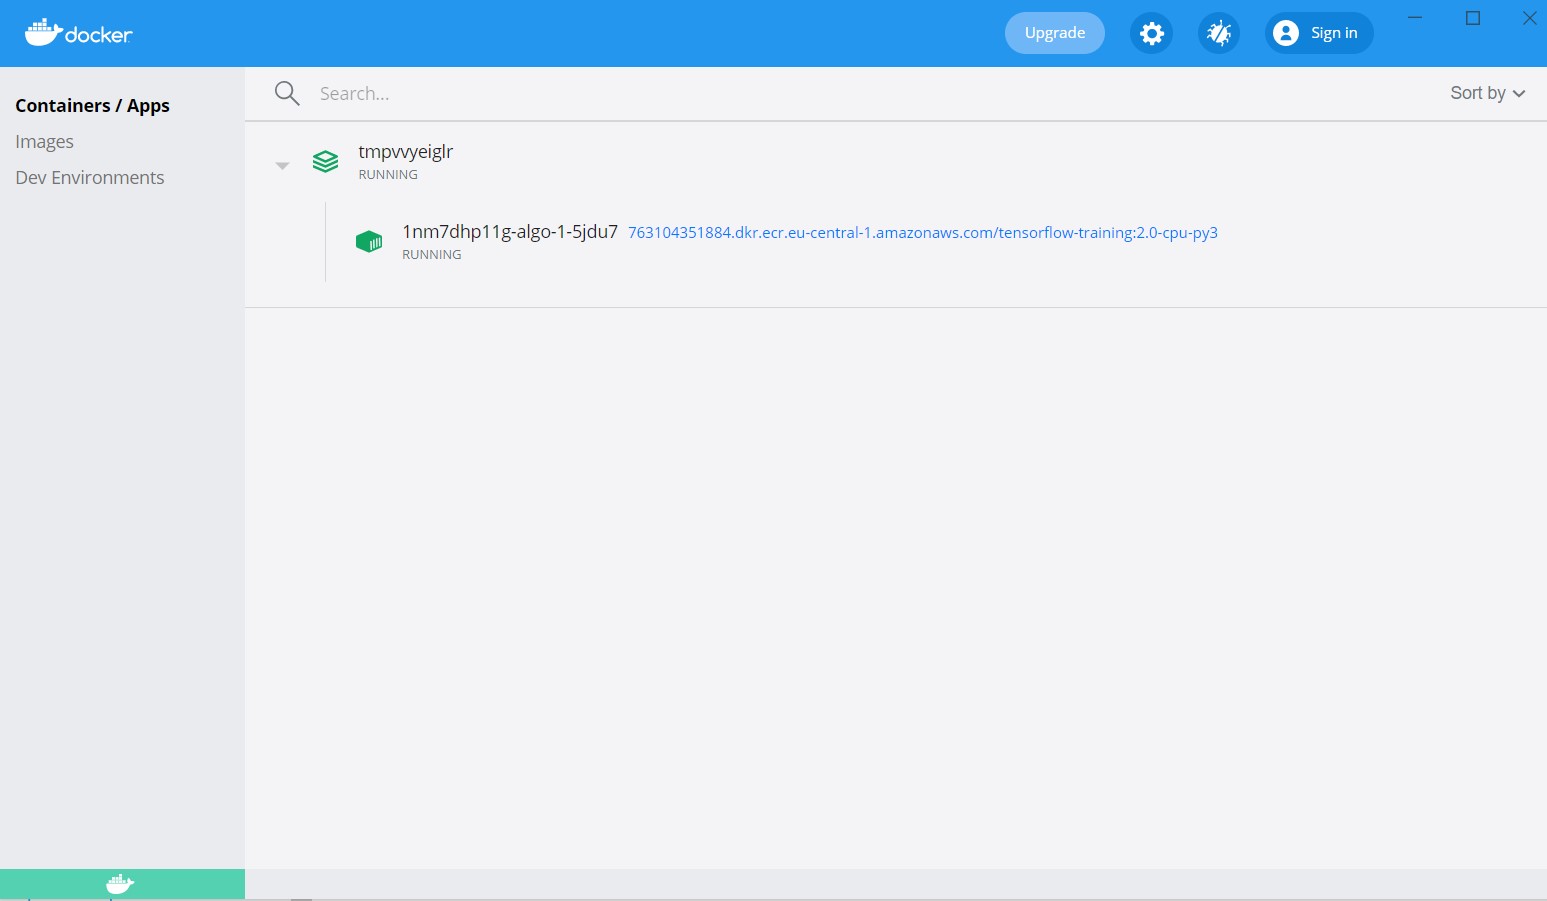 docker
Upgrade
Sign in
Containers / Apps
Images
Dev Environments
Search...
Sort by
tmpvvyeiglr
RUNNING
1nm7dhp11g-algo-1-5jdu7 763104351884.dkr.ecr.eu-central-1.amazonaws.com/tensorflow-training:2.0-cpu-py3
RUNNING